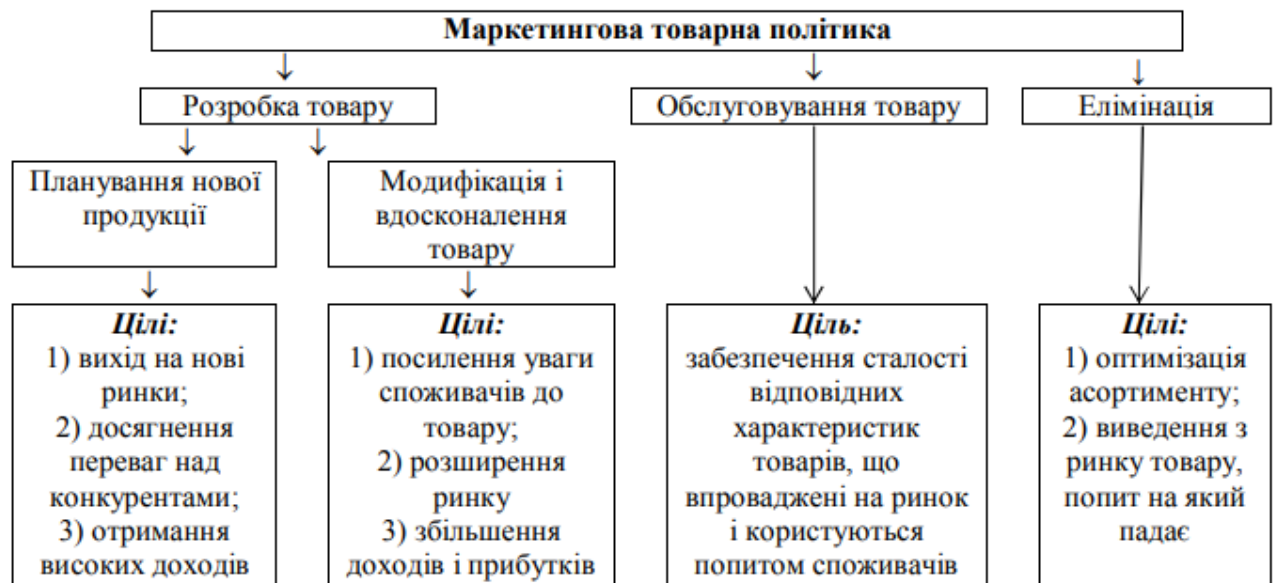 Маркетингова товарна політика
Розробка товару
Обслуговування товару
Елімінація
Планування нової
продукції
Модифікація і
вдосконалення
товару
Цілі:
1) вихід на нові
ринки;
2) досягнення
переваг над
конкурентами;
3) отримання
високих доходів
Цілі:
1) посилення уваги
споживачів до
товару;
2) розширення
ринку
3) збільшення
доходів і прибутків
Ціль:
забезпечення сталості
відповідних
характеристик
товарів, що
впроваджені на ринок
і користуються
попитом споживачів
Цілі:
1) оптимізація
асортименту;
2) виведення з
ринку товару,
попит на який
падає